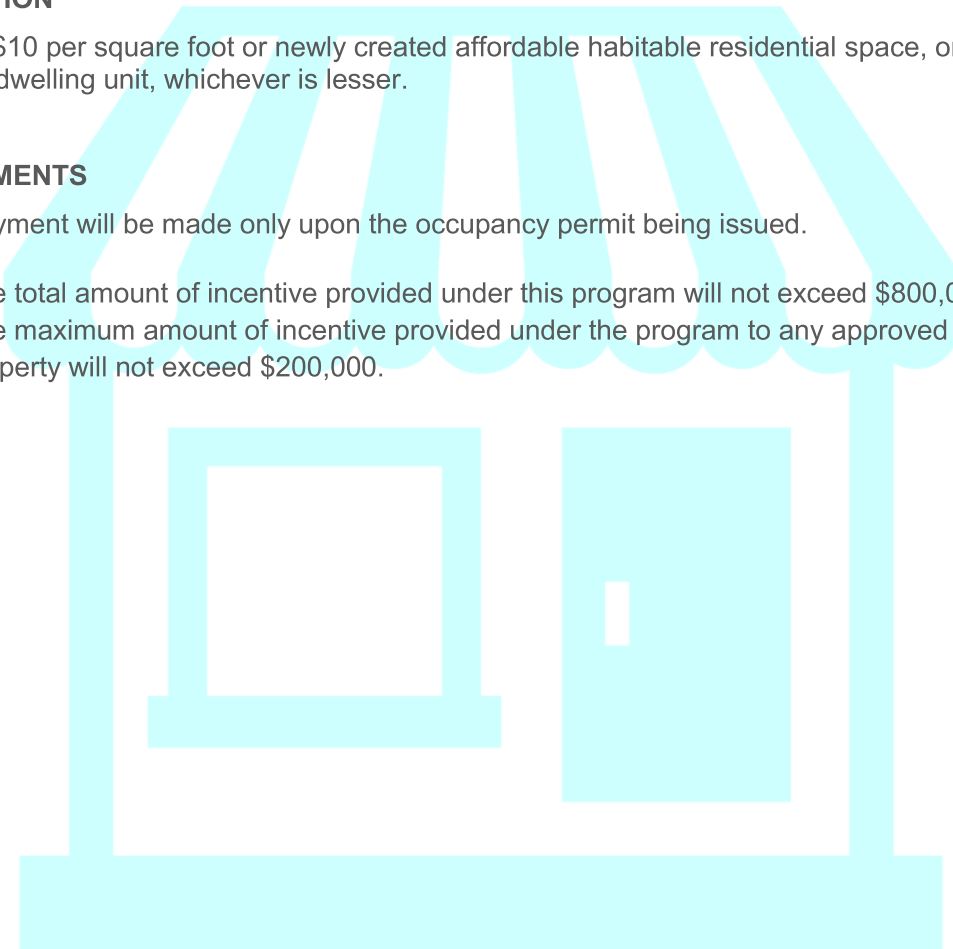 ION
$10 per square foot or newly created affordable habitable residential space, or
dwelling unit, whichever is lesser.
MENTS
yment will be made only upon the occupancy permit being issued.
e total amount of incentive provided under this program will not exceed $800,0
e maximum amount of incentive provided under the program to any approved
perty will not exceed $200,000.